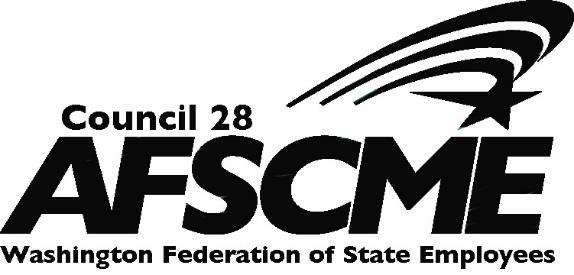 Council 28
AFSCME
Washington Federation of State Employees